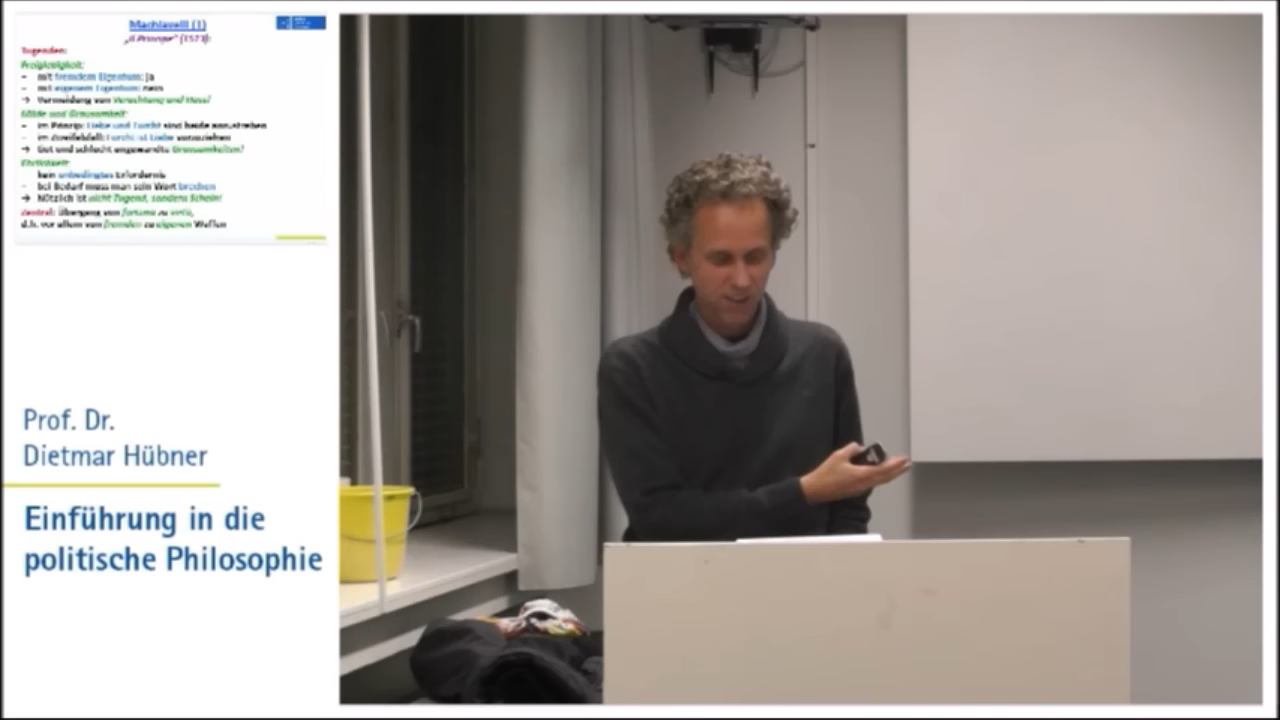 Machiavelli (1)
„Il Principe“ (1513):
Tugenden:
Freigiebigkeit:
- mit fremdem Eigentum: ja
- mit eigenem Eigentum: nein
→ Vermeidung von Verachtung und Hass!
Milde und Grausamkeit:
- im Prinzip: Liebe und Furcht sind beide anzustreben
- im Zweifelsfall: Furcht ist Liebe vorzuziehen
→ Gut und schlecht angewandte Grausamkeiten!
Ehrlichkeit:
kein unbedingtes Erfordernis
- bei Bedarf muss man sein Wort brechen
→ Nützlich ist nicht Tugend, sondern Schein!
Zentral: Übergang von fortuna zu virtù,
d.h. vor allem von fremden zu eigenen Waffen
Prof. Dr.
Dietmar Hübner
Einführung in die
politische Philosophie